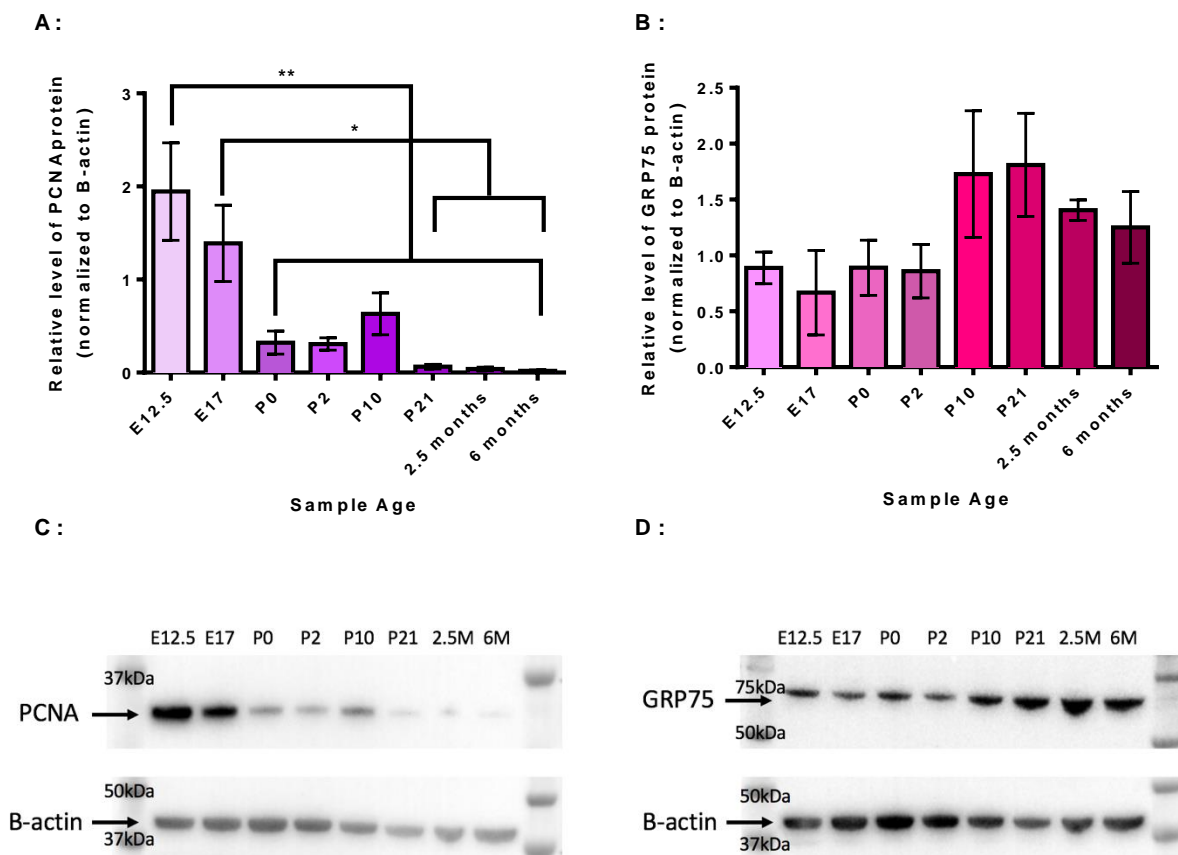 A:
Relative level of PCNAprotein
(normalized to B-actin)
3
2
1
0
**
*
E12.5
E17
P0
P2
P10
P21
2.5 months
6 months
Sample Age
B:
Relative level of GRP75 protein
(normalized to B-actin)
2.5
2.0
1.5
1.0
0.5
0.0
E12.5
E17
P0
P2
P10
P21
2.5 months
6 months
Sample Age
C:
E12.5 E17 P0 P2 P10 P21 2.5M 6M
37kDa
PCNA
50kDa
B-actin
37kDa
D:
E12.5 E17 P0 P2 P10 P21 2.5M 6M
75kDa
GRP75
50kDa
50kDa
B-actin
37kDa